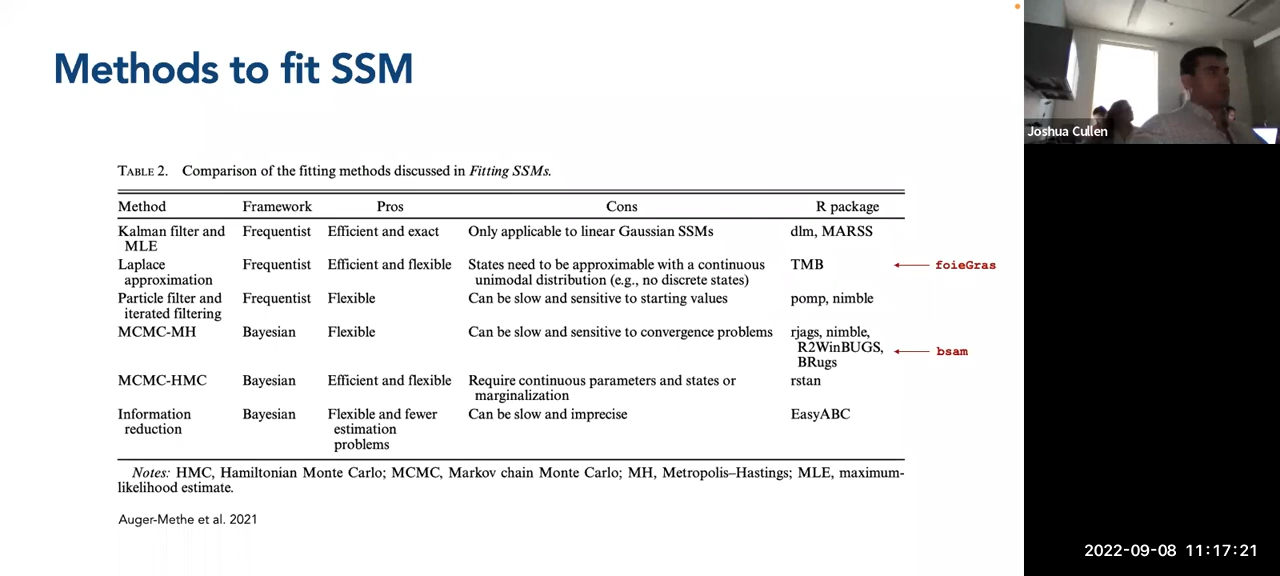 Methods to fit SSM
Joshua Cullen
TABLE 2. Comparison of the fitting methods discussed in Fitting SSMs.
Method Framework Pros Cons R package
Kalman filter and Frequentist Efficient and exact Only applicable to linear Gaussian SSMs dlm, MARSS
MLE
Laplace Frequentist Efficient and flexible States need to be approximable with a continuous TMB foieGras
approximation unimodal distribution (e.g., no discrete states)
Particle filter and Frequentist Flexible Can be slow and sensitive to starting values pomp, nimble
iterated filtering
MCMC-MH Bayesian Flexible Can be slow and sensitive to convergence problems rjags, nimble,
R2WinBUGS, bsam
BRugs
MCMC-HMC Bayesian Efficient and flexible Require continuous parameters and states or rstan
marginalization
Information Bayesian Flexible and fewer Can be slow and imprecise EasyABC
reduction estimation
problems
Notes: HMC, Hamiltonian Monte Carlo; MCMC, Markov chain Monte Carlo; MH, Metropolis–Hastings; MLE, maximum-
likelihood estimate.
Auger-Methe et al. 2021
2022-09-08 11:17:21